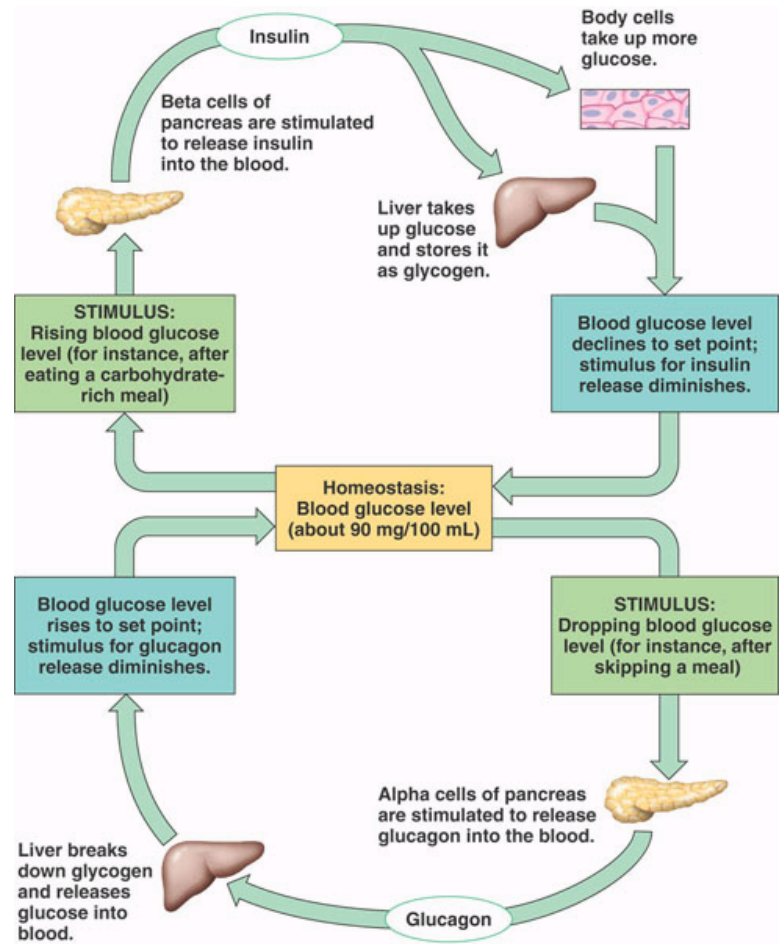 Insulin
Body cells
take up more
glucose.
Beta cells of
pancreas are stimulated
to release insulin
into the blood.
Liver takes
up glucose
and stores it
as glycogen.
STIMULUS:
Rising blood glucose
level (for instance, after
eating a carbohydrate-
rich meal)
Blood glucose level
declines to set point;
stimulus for insulin
release diminishes.
Homeostasis:
Blood glucose level
(about 90 mg/100 mL)
Blood glucose level
rises to set point;
stimulus for glucagon
release diminishes.
STIMULUS:
Dropping blood glucose
level (for instance, after
skipping a meal)
Alpha cells of pancreas
are stimulated to release
glucagon into the blood.
Liver breaks
down glycogen
and releases
glucose into
blood.
Glucagon